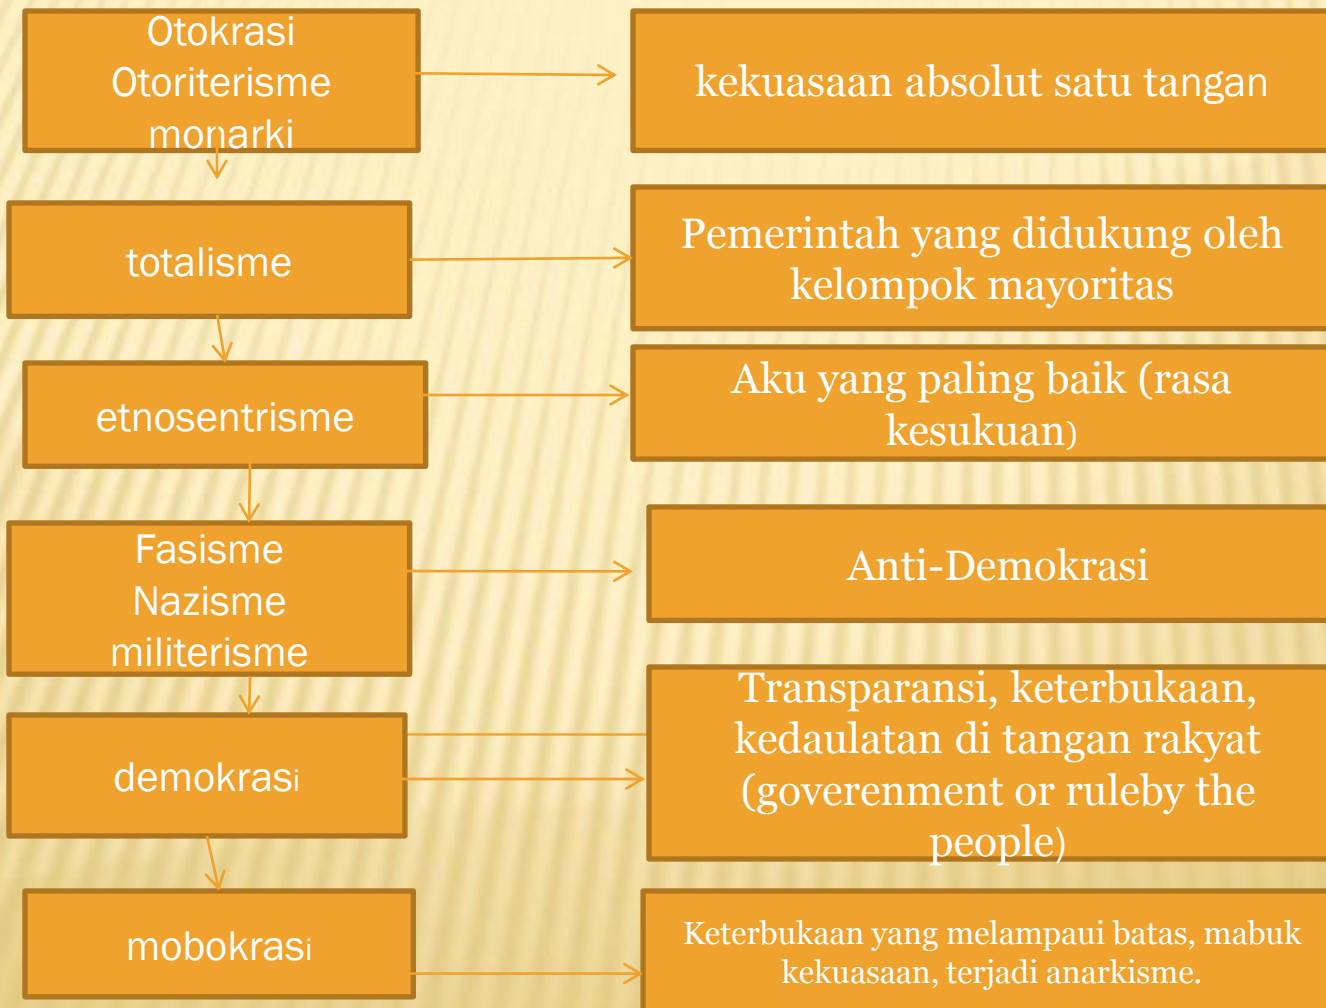 Otokrasi
Otoriterisme
monarki
kekuasaan absolut satu tangan
totalisme
Pemerintah yang didukung oleh
kelompok mayoritas
etnosentrisme
Aku yang paling baik (rasa
kesukuan)
Fasisme
Nazisme
militerisme
Anti-Demokrasi
demokrasi
Transparansi, keterbukaan,
kedaulatan di tangan rakyat
(goverenment or ruleby the
people)
mobokrasi
Keterbukaan yang melampaui batas, mabuk
kekuasaan, terjadi anarkisme.